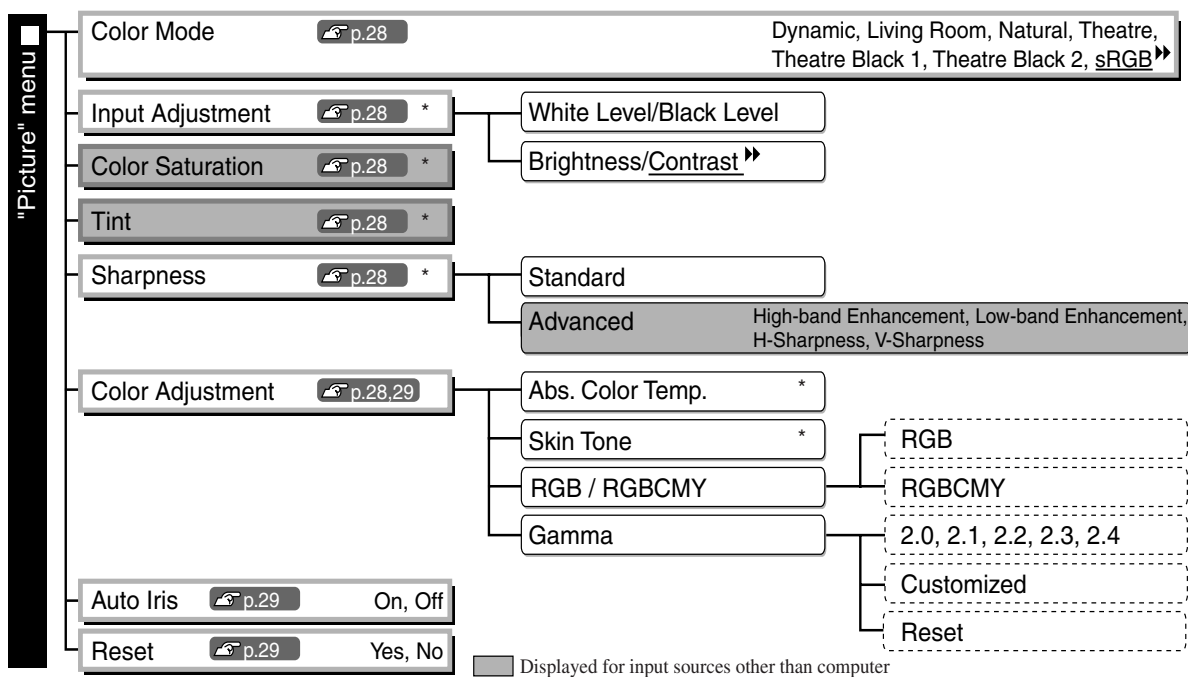 "Picture" menu
Color Mode p.28 Dynamic, Living Room, Natural, Theatre,
Theatre Black 1, Theatre Black 2, sRGB
Input Adjustment p.28 * White Level/Black Level
Brightness/Contrast
Color Saturation p.28 *
Tint p.28 *
Sharpness p.28 * Standard
Advanced High-band Enhancement, Low-band Enhancement,
H-Sharpness, V-Sharpness
Color Adjustment p.28,29 Abs. Color Temp. *
Skin Tone *
RGB
RGB / RGBCMY RGBCMY
Gamma 2.0, 2.1, 2.2, 2.3, 2.4
Customized
Reset
Auto Iris p.29 On, Off
Reset p.29 Yes, No
Displayed for input sources other than computer